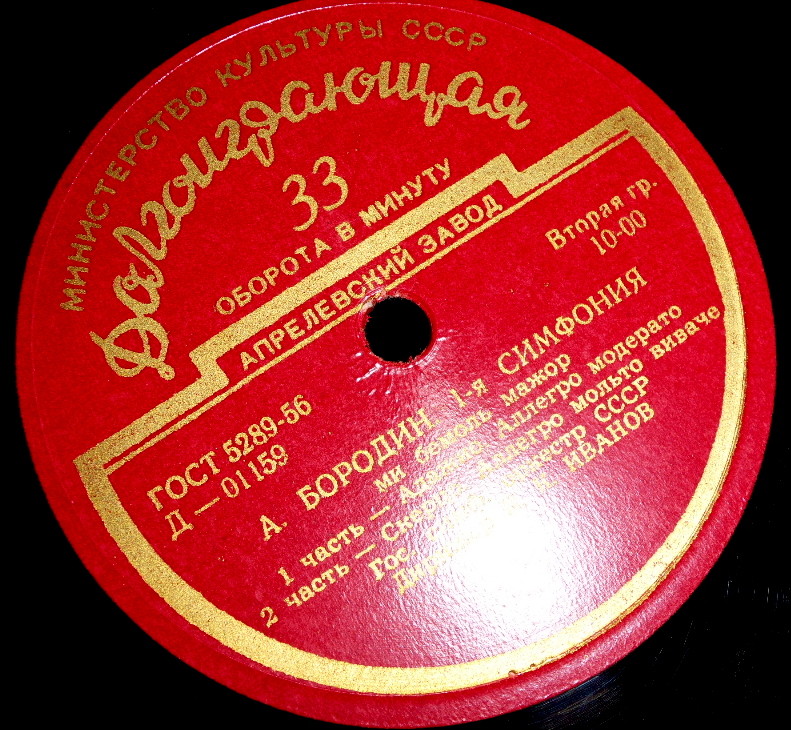 МИНИСТЕРСТВО КУЛЬТУРЫ СССР
Долгоиграющая
33
ОБОРОТА В МИНУТУ
АПРЕЛЕВСКИЙ ЗАВОД
Вторая гр.
10-00
ГОСТ 5289-56
Д—01159
А. БОРОДИН 1-я СИМФОНИЯ
ми бемоль мажор
1 часть — Аллегро модерато
2 часть — Скерцо Аллегро мольто виваче
Гос. оркестр СССР
ИВАНОВ